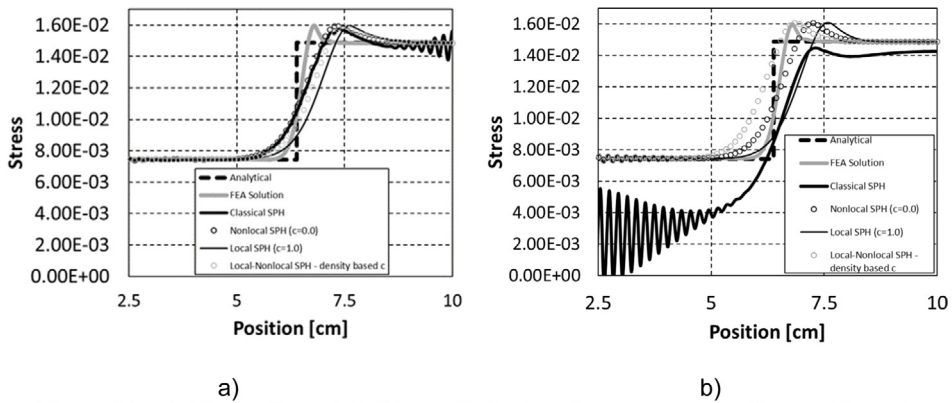 1.60E-02
1.40E-02
1.20E-02
1.00E-02
8.00E-03
6.00E-03
4.00E-03
2.00E-03
0.00E+00
Stress
Analytical
FEA Solution
Classical SPH
Nonlocal SPH (c=0.0)
Local SPH (c=1.0)
Local-Nonlocal SPH - density based c
2.5
5
7.5
10
Position [cm]
a)
1.60E-02
1.40E-02
1.20E-02
1.00E-02
8.00E-03
6.00E-03
4.00E-03
2.00E-03
0.00E+00
Stress
Analytical
FEA Solution
Classical SPH
Nonlocal SPH (c=0.0)
Local SPH (c=1.0)
Local-Nonlocal SPH -
density based c
2.5
5
7.5
10
Position [cm]
b)